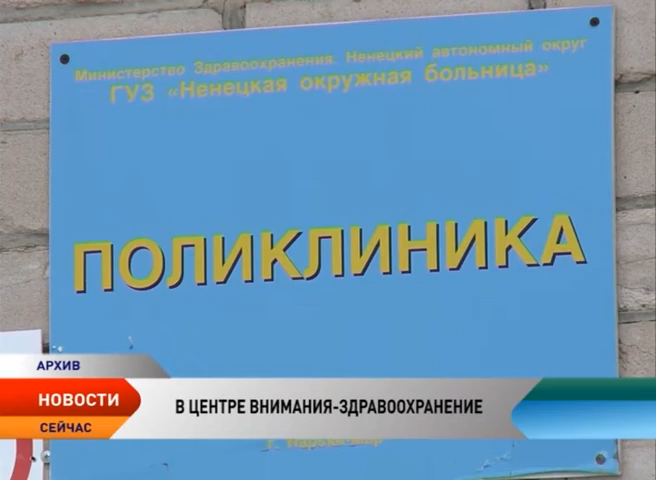 Министерство Здравоохранения. Ненецкий автономный округ
ГУЗ «Ненецкая окружная больница»
ПОЛИКЛИНИКА
АРХИВ
НОВОСТИ
СЕЙЧАС
В ЦЕНТРЕ ВНИМАНИЯ-ЗДРАВООХРАНЕНИЕ